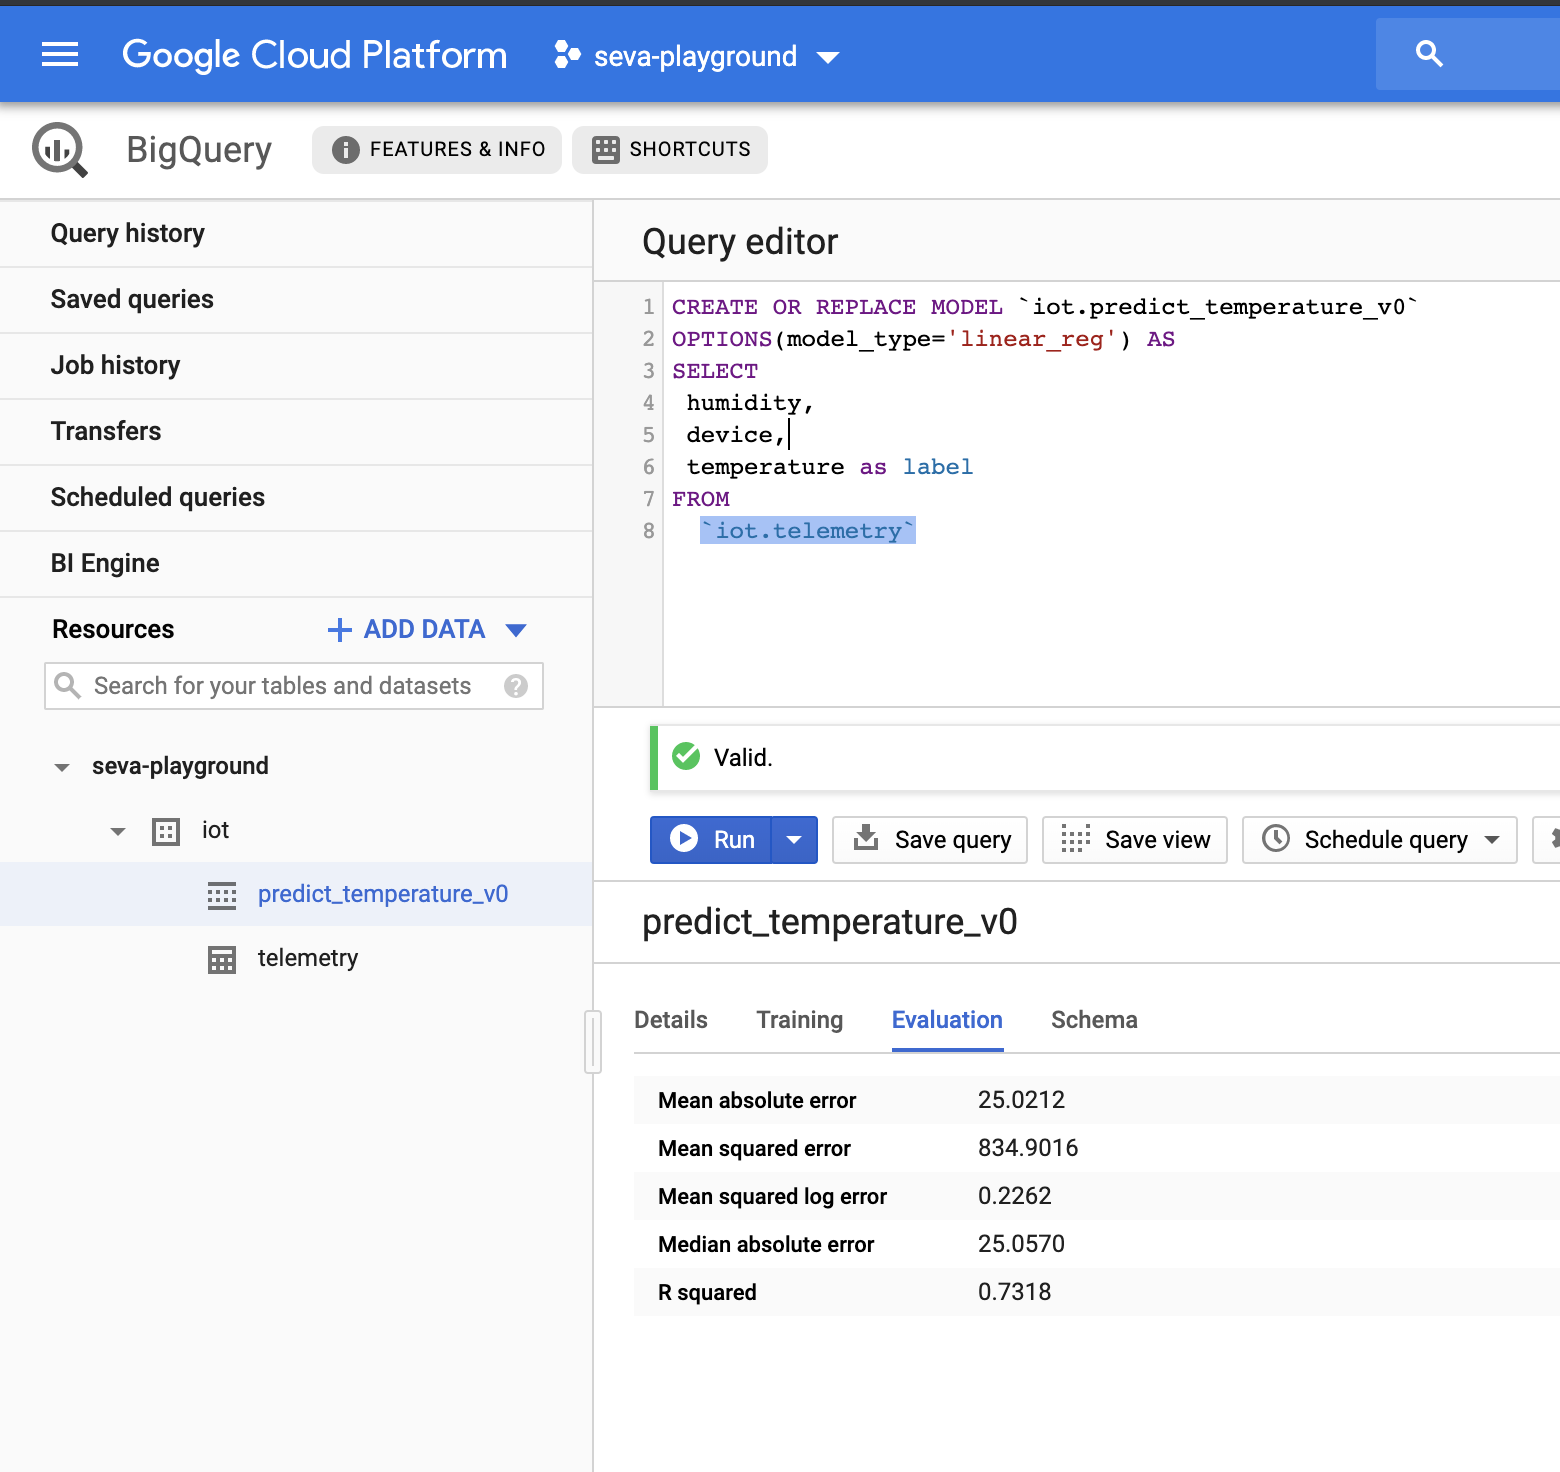 Google Cloud Platform
seva-playground
BigQuery
FEATURES & INFO
SHORTCUTS
Query history
Saved queries
Job history
Transfers
Scheduled queries
BI Engine
Resources
ADD DATA
Search for your tables and datasets
seva-playground
iot
predict_temperature_v0
telemetry
Query editor
1 CREATE OR REPLACE MODEL `iot.predict_temperature_v0`
2 OPTIONS(model_type='linear_reg') AS
3 SELECT
4 humidity,
5 device,
6 temperature as label
7 FROM
8 `iot.telemetry`
Valid.
Run
Save query
Save view
Schedule query
predict_temperature_v0
Details Training Evaluation Schema
Mean absolute error 25.0212
Mean squared error 834.9016
Mean squared log error 0.2262
Median absolute error 25.0570
R squared 0.7318